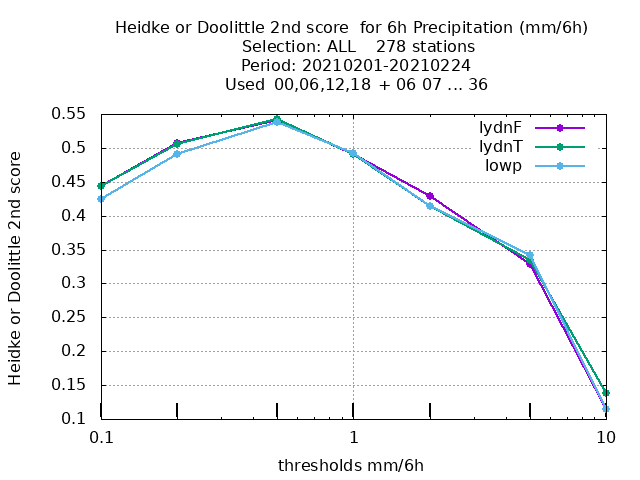 Heidke or Doolittle 2nd score  for 6h Precipitation (mm/6h)
Selection: ALL    278 stations
Period: 20210201-20210224
Used  00,06,12,18  + 06 07 ... 36
lydnF
lydnT
lowp
0.55
0.5
0.45
0.4
0.35
0.3
0.25
0.2
0.15
0.1
Heidke or Doolittle 2nd score
0.1 1 10
thresholds mm/6h